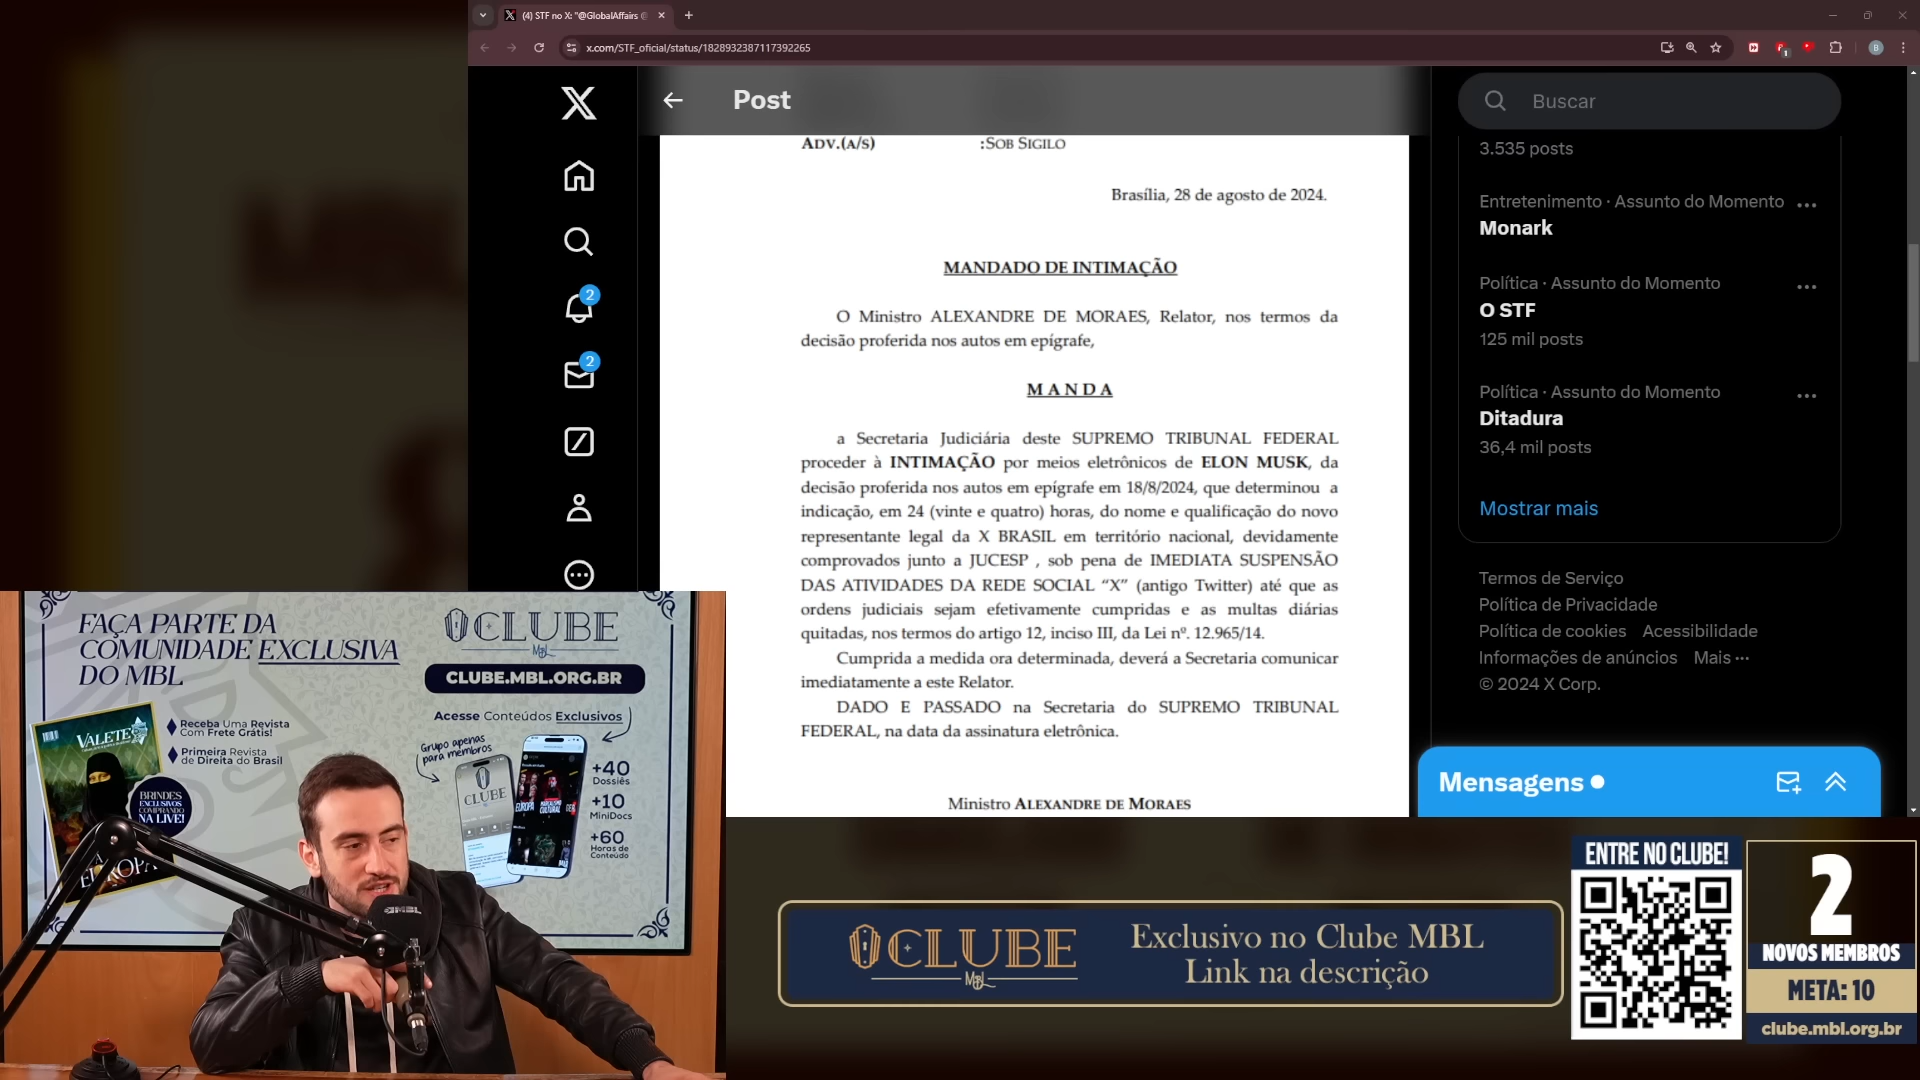 (4) STF no X: "@GlobalAffairs @
x.com/STF_oficial/status/1828932387117392265
Post
Buscar
ADV.(A/S) :SOB SIGILO
Brasília, 28 de agosto de 2024.
MANDADO DE INTIMAÇÃO
O Ministro ALEXANDRE DE MORAES, Relator, nos termos da
decisão proferida nos autos em epígrafe,
M A N D A
a Secretaria Judiciária deste SUPREMO TRIBUNAL FEDERAL
proceder à INTIMAÇÃO por meios eletrônicos de ELON MUSK, da
decisão proferida nos autos em epígrafe em 18/8/2024, que determinou a
indicação, em 24 (vinte e quatro) horas, do nome e qualificação do novo
representante legal da X BRASIL em território nacional, devidamente
comprovados junto a JUCESP , sob pena de IMEDIATA SUSPENSÃO
DAS ATIVIDADES DA REDE SOCIAL “X” (antigo Twitter) até que as
ordens judiciais sejam efetivamente cumpridas e as multas diárias
quitadas, nos termos do artigo 12, inciso III, da Lei nº. 12.965/14.
Cumprida a medida ora determinada, deverá a Secretaria comunicar
imediatamente a este Relator.
DADO E PASSADO na Secretaria do SUPREMO TRIBUNAL
FEDERAL, na data da assinatura eletrônica.
Ministro ALEXANDRE DE MORAES
2
2
3.535 posts
Entretenimento · Assunto do Momento
Monark
Política · Assunto do Momento
O STF
125 mil posts
Política · Assunto do Momento
Ditadura
36,4 mil posts
Mostrar mais
Termos de Serviço
Política de Privacidade
Política de cookies Acessibilidade
Informações de anúncios Mais ···
© 2024 X Corp.
Mensagens
FAÇA PARTE DA
COMUNIDADE EXCLUSIVA
DO MBL
CLUBE
MBL
CLUBE.MBL.ORG.BR
Receba Uma Revista
Com Frete Grátis!
Primeira Revista
de Direita do Brasil
VALETE
BRINDES
EXCLUSIVOS
COMPRANDO
NA LIVE!
EUROPA
Acesse Conteúdos Exclusivos
Grupo apenas
para membros
CLUBE
EUROPA
CULTURAL
+40
Dossiês
+10
MiniDocs
+60
Horas de
Conteúdo
MBL
CLUBE
MBL
Exclusivo no Clube MBL
Link na descrição
ENTRE NO CLUBE!
2
NOVOS MEMBROS
META: 10
clube.mbl.org.br